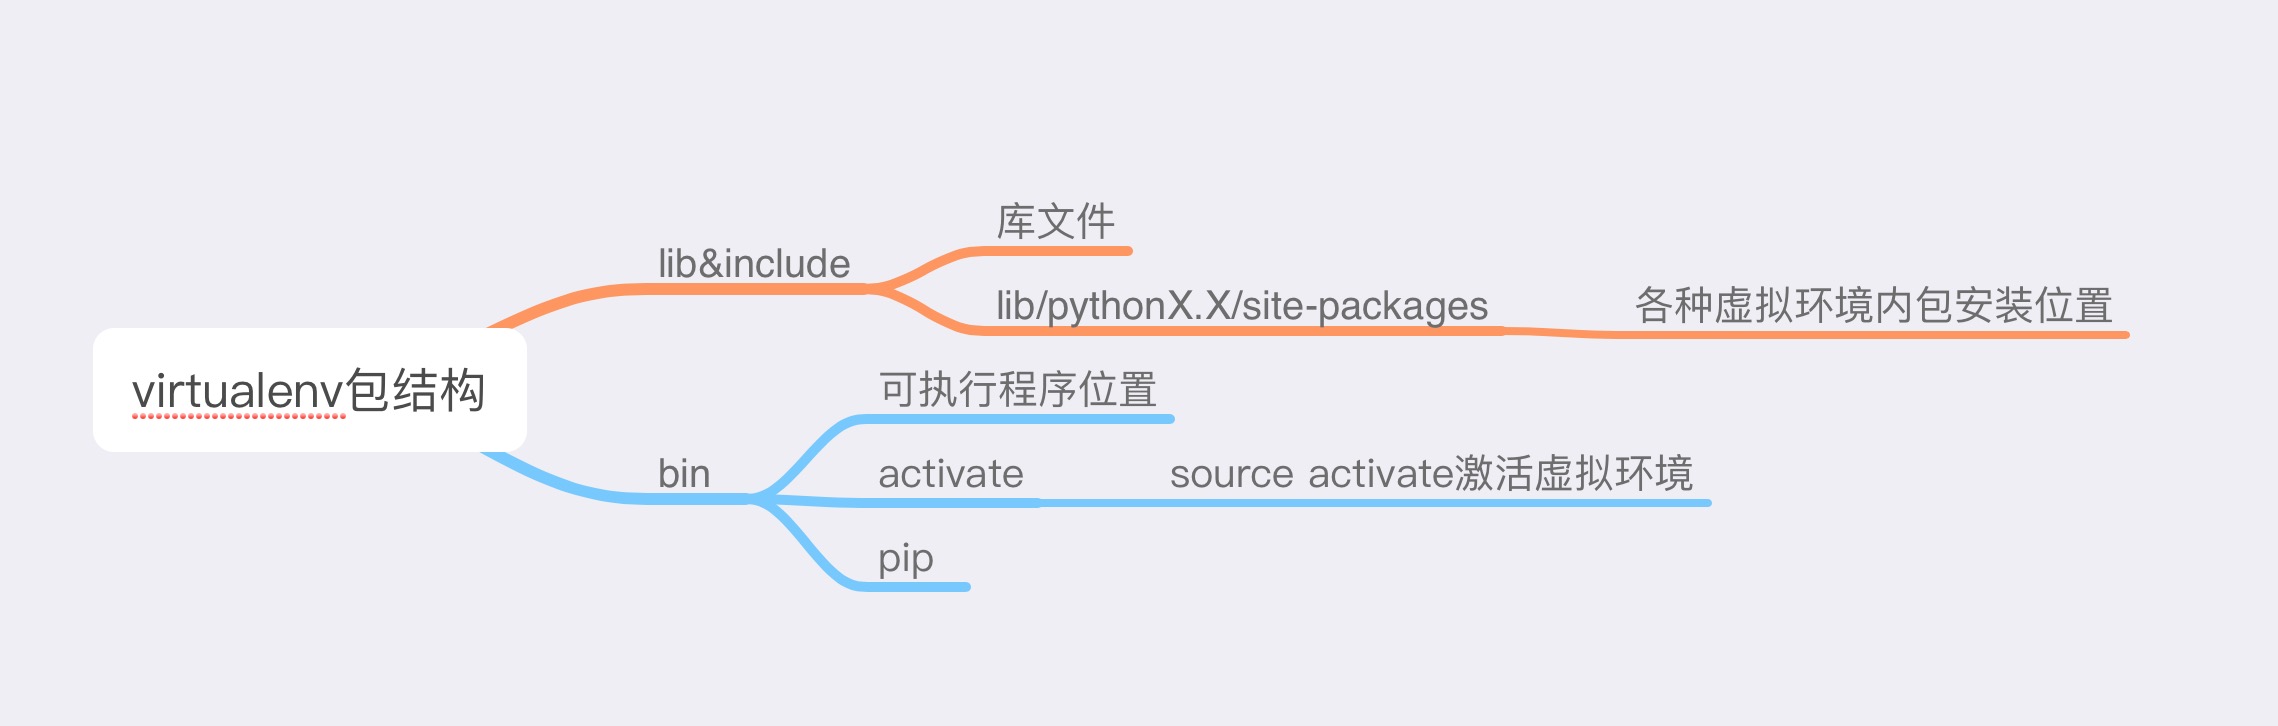 virtualenv包结构
lib&include
库文件
lib/pythonX.X/site-packages
各种虚拟环境内包安装位置
bin
可执行程序位置
activate
source activate激活虚拟环境
pip